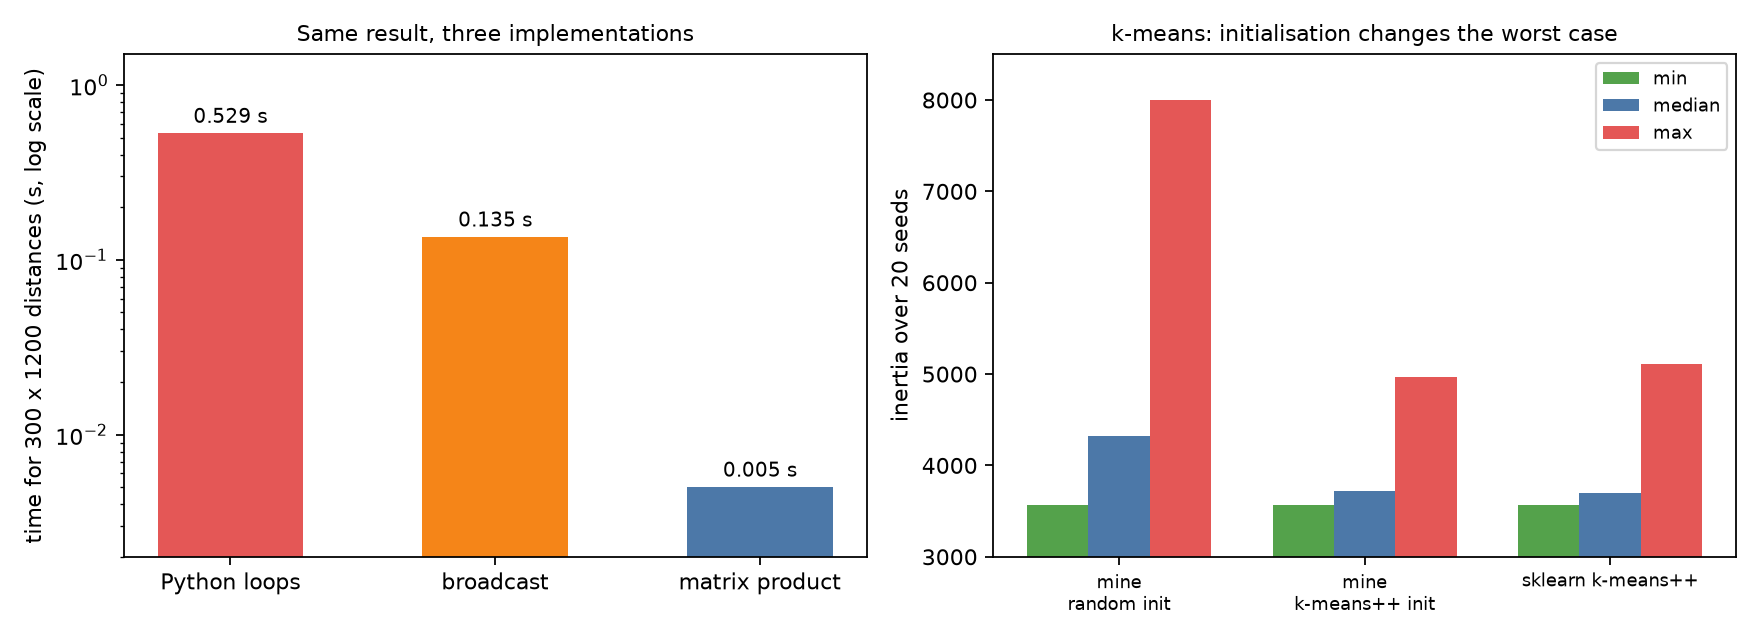 Same result, three implementations
time for 300 x 1200 distances (s, log scale)
10⁰
10⁻¹
10⁻²
0.529 s
0.135 s
0.005 s
Python loops
broadcast
matrix product
k-means: initialisation changes the worst case
inertia over 20 seeds
8000
7000
6000
5000
4000
3000
min
median
max
mine
random init
mine
k-means++ init
sklearn k-means++